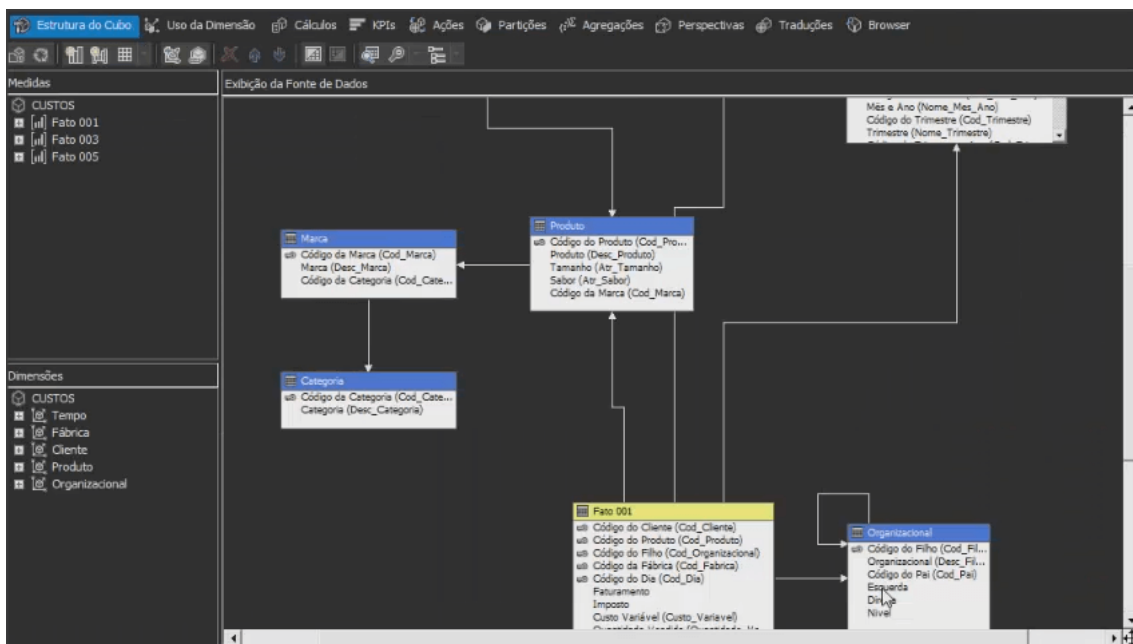 Estrutura do Cubo Uso da Dimensão Cálculos KPIs Ações Partições Agregações Perspectivas Traduções Browser
Medidas
CUSTOS
Fato 001
Fato 003
Fato 005
Dimensões
CUSTOS
Tempo
Fábrica
Cliente
Produto
Organizacional
Exibição da Fonte de Dados
Mês e Ano (Nome_Mes_Ano)
Código do Trimestre (Cod_Trimestre)
Trimestre (Nome_Trimestre)
Produto
Código do Produto (Cod_Pro...
Produto (Desc_Produto)
Tamanho (Atr_Tamanho)
Sabor (Atr_Sabor)
Código da Marca (Cod_Marca)
Marca
Código da Marca (Cod_Marca)
Marca (Desc_Marca)
Código da Categoria (Cod_Cate...
Categoria
Código da Categoria (Cod_Cate...
Categoria (Desc_Categoria)
Fato 001
Código do Cliente (Cod_Cliente)
Código do Produto (Cod_Produto)
Código do Filho (Cod_Organizacional)
Código da Fábrica (Cod_Fabrica)
Código do Dia (Cod_Dia)
Faturamento
Imposto
Custo Variável (Custo_Variavel)
Organizacional
Código do Filho (Cod_Fil...
Organizacional (Desc_Fil...
Código do Pai (Cod_Pai)
Esquerda
Nivel